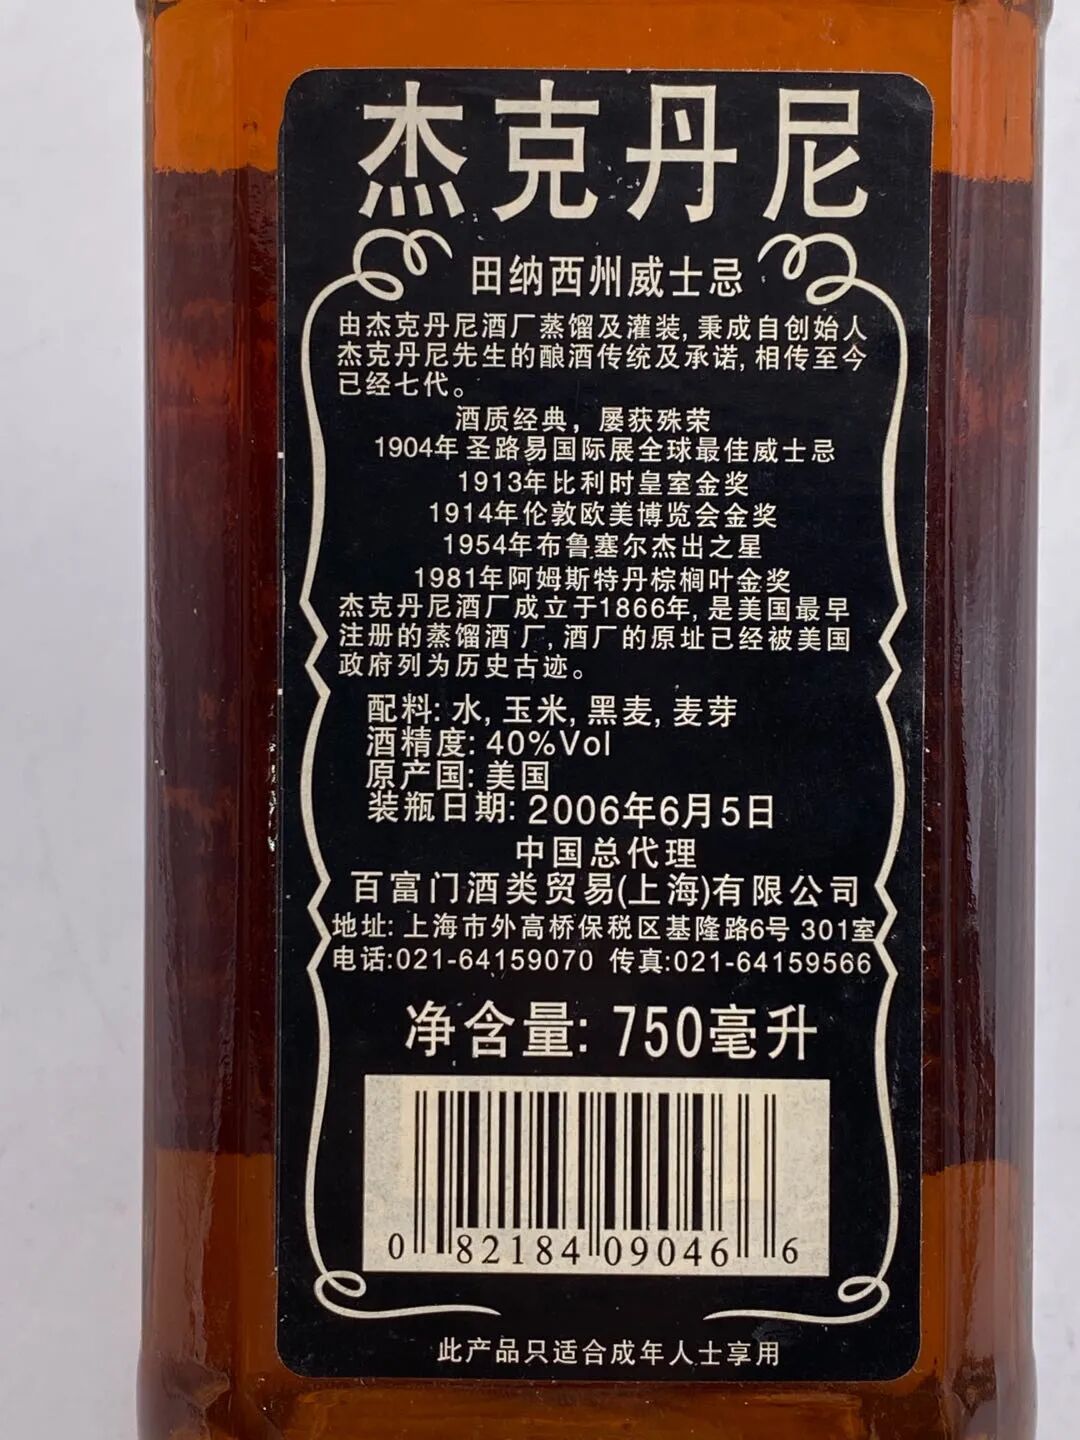 杰克丹尼
田纳西州威士忌
由杰克丹尼酒厂蒸馏及灌装, 秉成自创始人
杰克丹尼先生的酿酒传统及承诺, 相传至今
已经七代。
酒质经典，屡获殊荣
1904年 圣路易国际展全球最佳威士忌
1913年比利时皇室金奖
1914年伦敦欧美博览会金奖
1954年布鲁塞尔杰出之星
1981年阿姆斯特丹棕榈叶金奖
杰克丹尼酒厂成立于1866年, 是美国最早
注册的蒸馏酒厂, 酒厂的原址已经被美国
政府列为历史古迹。
配料: 水, 玉米, 黑麦, 麦芽
酒精度: 40%Vol
原产国: 美国
装瓶日期: 2006年6月5日
中国总代理
百富门酒类贸易(上海)有限公司
地址: 上海市外高桥保税区基隆路6号 301室
电话:021-64159070 传真:021-64159566
净含量: 750毫升
0 82184 09046 6
此产品只适合成年人士享用